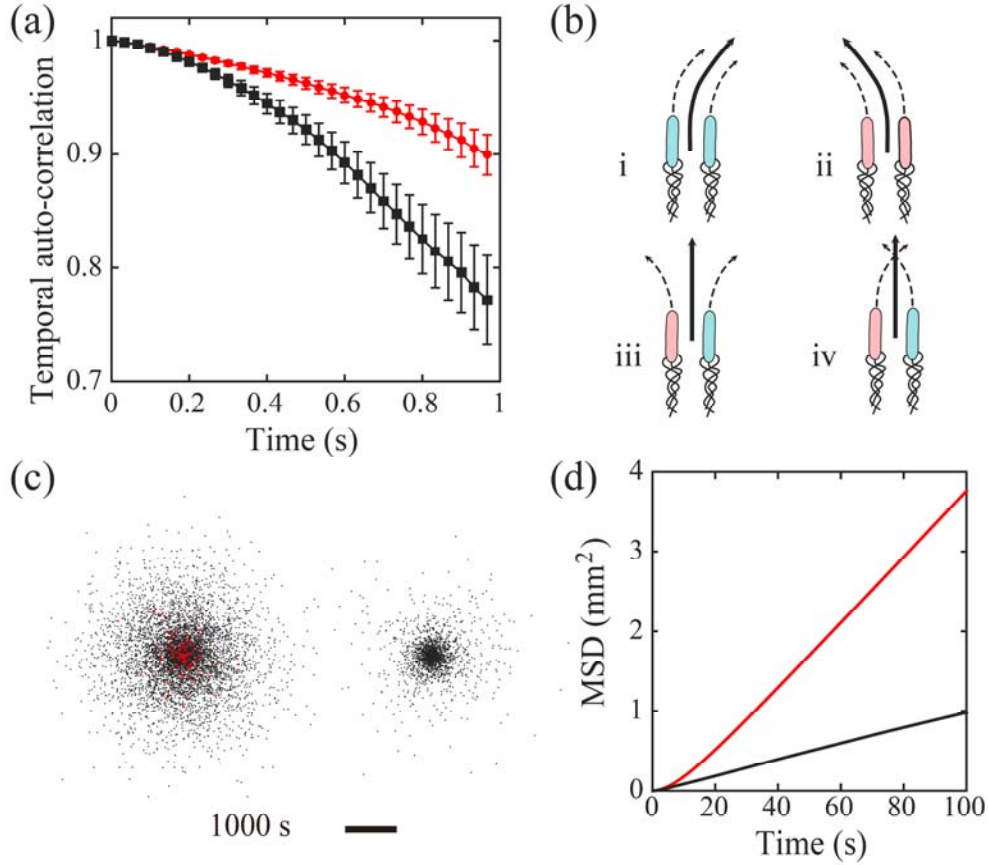 (a)
1
0.9
0.8
0.7
Temporal auto-correlation
0 0.2 0.4 0.6 0.8 1
Time (s)
(b)
i
ii
iii
iv
(c)
1000 s
(d)
4
3
2
1
0
MSD (mm²)
0 20 40 60 80 100
Time (s)